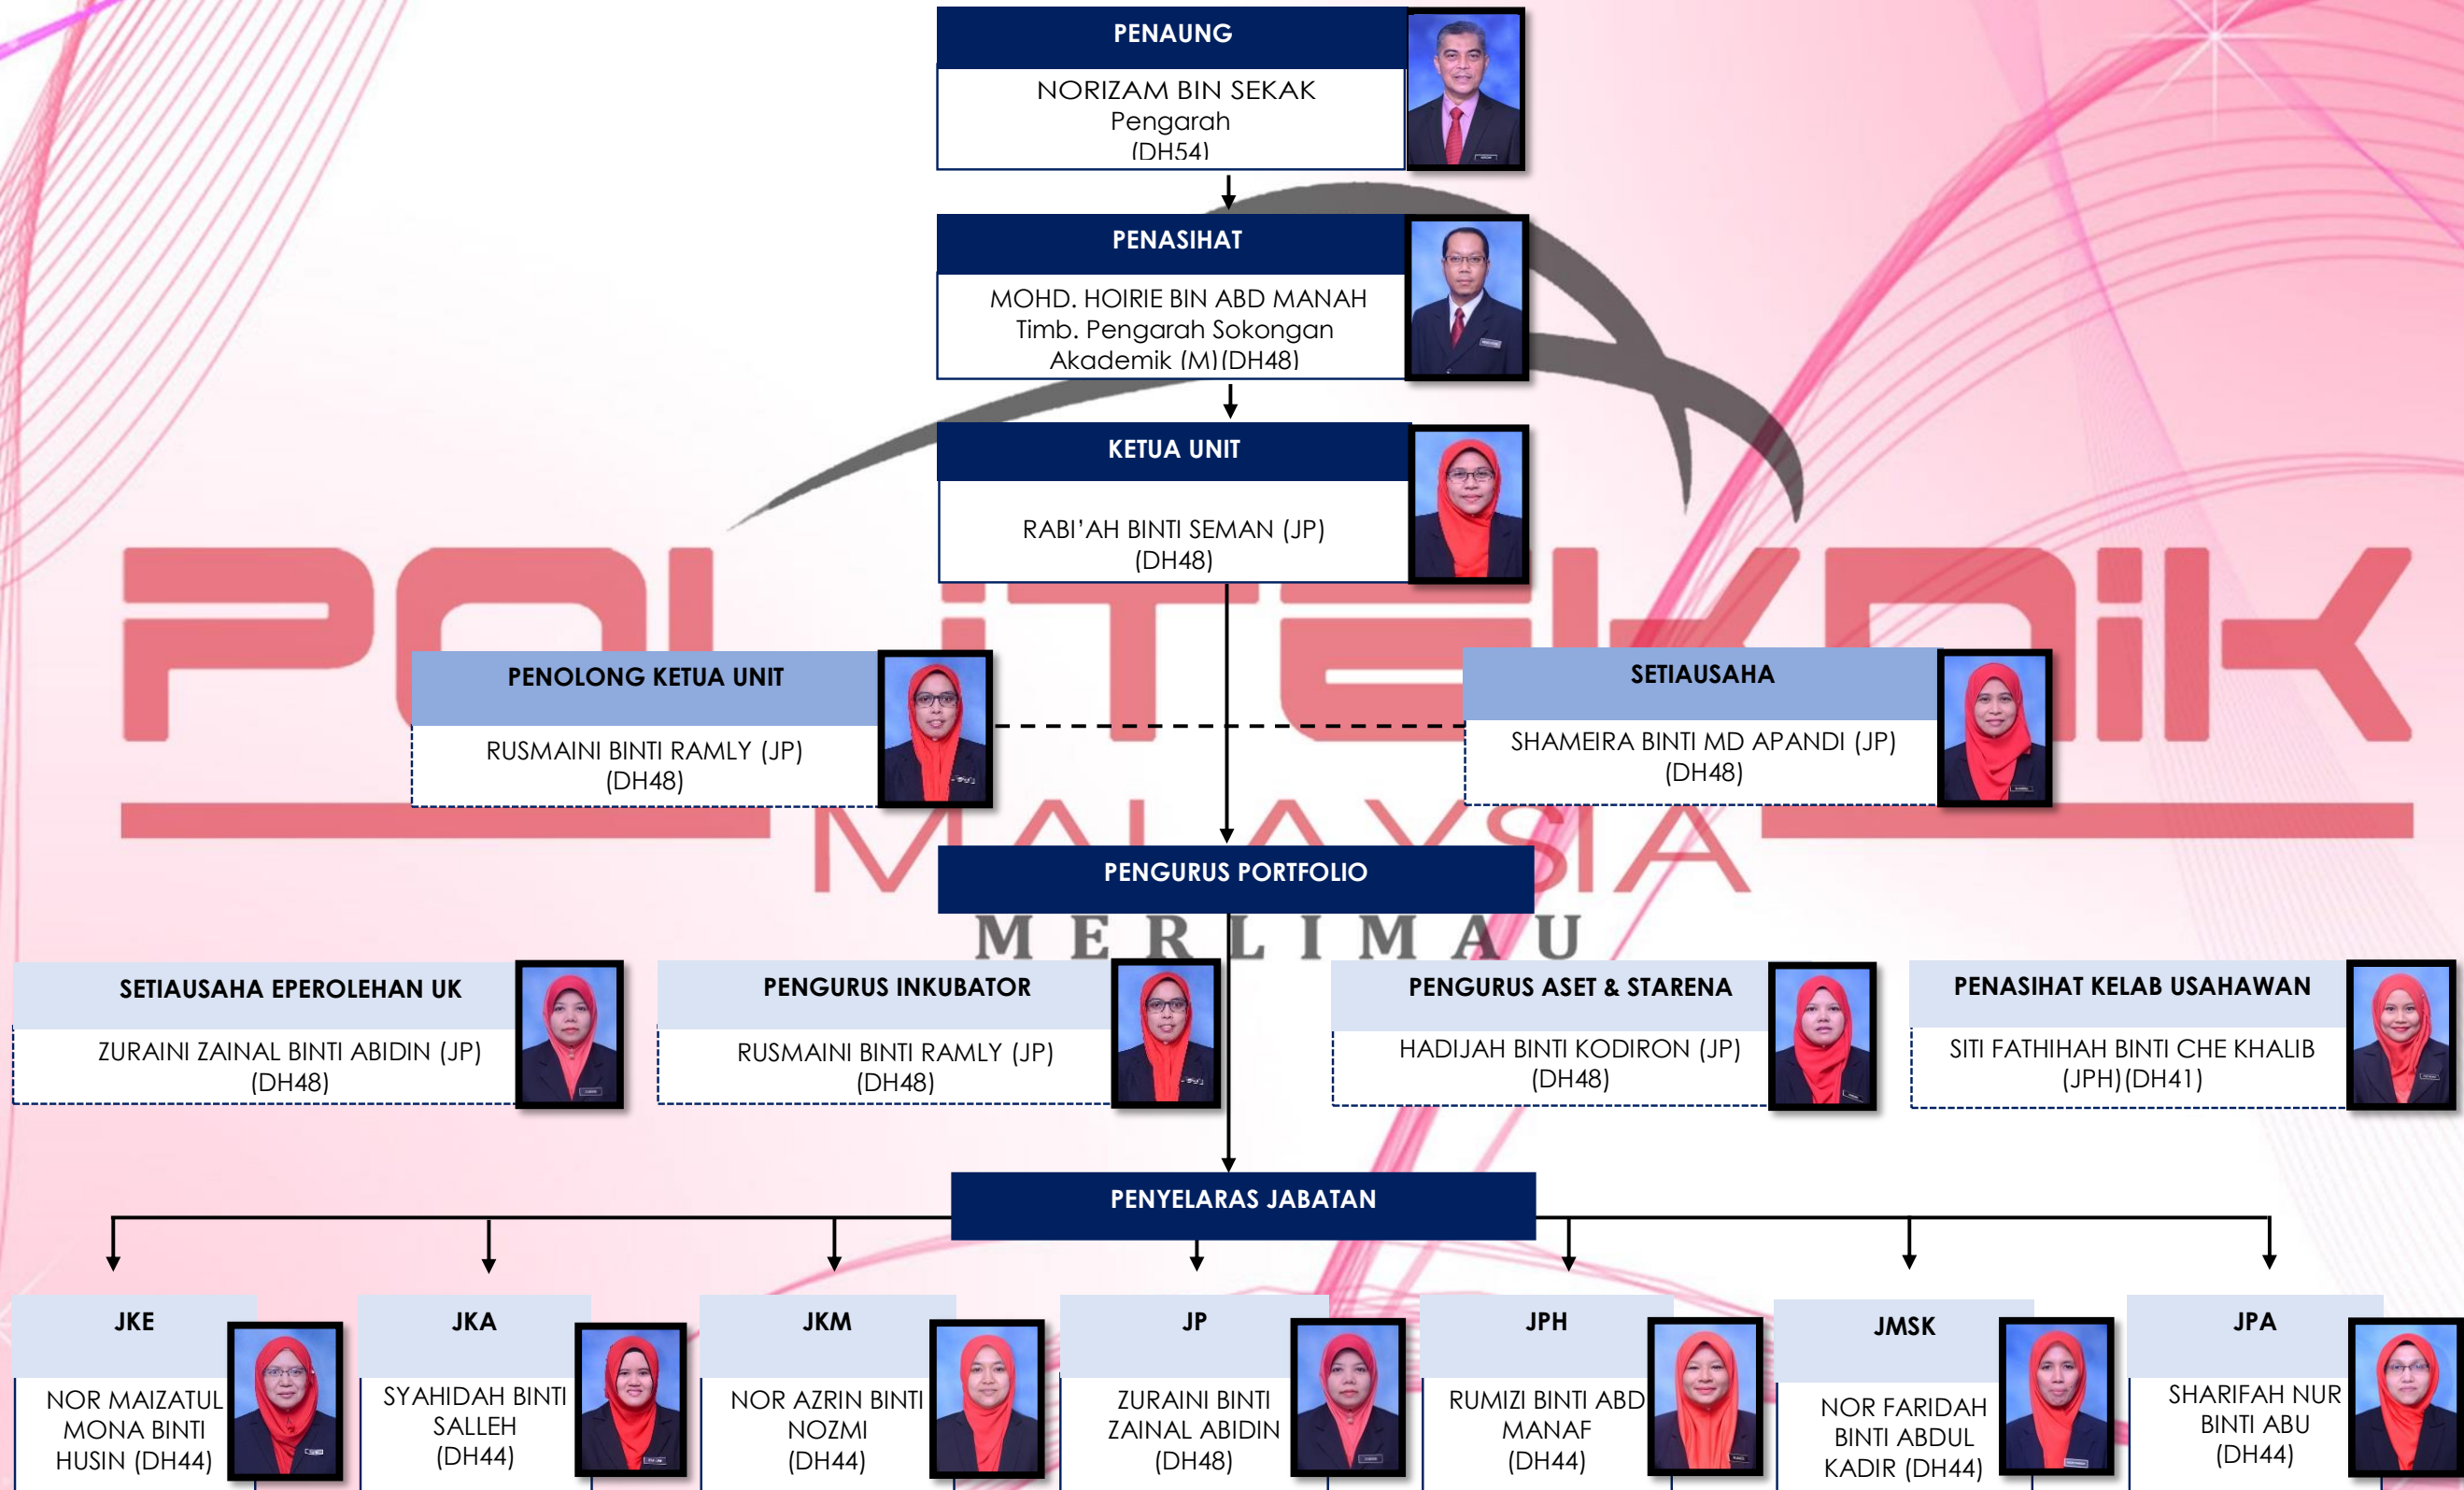 PENAUNG
NORIZAM BIN SEKAK
Pengarah
(DH54)
PENASIHAT
MOHD. HOIRIE BIN ABD MANAH
Timb. Pengarah Sokongan
Akademik (M)(DH48)
KETUA UNIT
RABI'AH BINTI SEMAN (JP)
(DH48)
POLITEKNIK
MALAYSIA
MERLIMAU
PENOLONG KETUA UNIT
RUSMAINI BINTI RAMLY (JP)
(DH48)
SETIAUSAHA
SHAMEIRA BINTI MD APANDI (JP)
(DH48)
PENGURUS PORTFOLIO
SETIAUSAHA EPEROLEHAN UK
ZURAINI ZAINAL BINTI ABIDIN (JP)
(DH48)
PENGURUS INKUBATOR
RUSMAINI BINTI RAMLY (JP)
(DH48)
PENGURUS ASET & STARENA
HADIJAH BINTI KODIRON (JP)
(DH48)
PENASIHAT KELAB USAHAWAN
SITI FATHIHAH BINTI CHE KHALIB
(JPH)(DH41)
PENYELARAS JABATAN
JKE
NOR MAIZATUL
MONA BINTI
HUSIN (DH44)
JKA
SYAHIDAH BINTI
SALLEH
(DH44)
JKM
NOR AZRIN BINTI
NOZMI
(DH44)
JP
ZURAINI BINTI
ZAINAL ABIDIN
(DH48)
JPH
RUMIZI BINTI ABD
MANAF
(DH44)
JMSK
NOR FARIDAH
BINTI ABDUL
KADIR (DH44)
JPA
SHARIFAH NUR
BINTI ABU
(DH44)